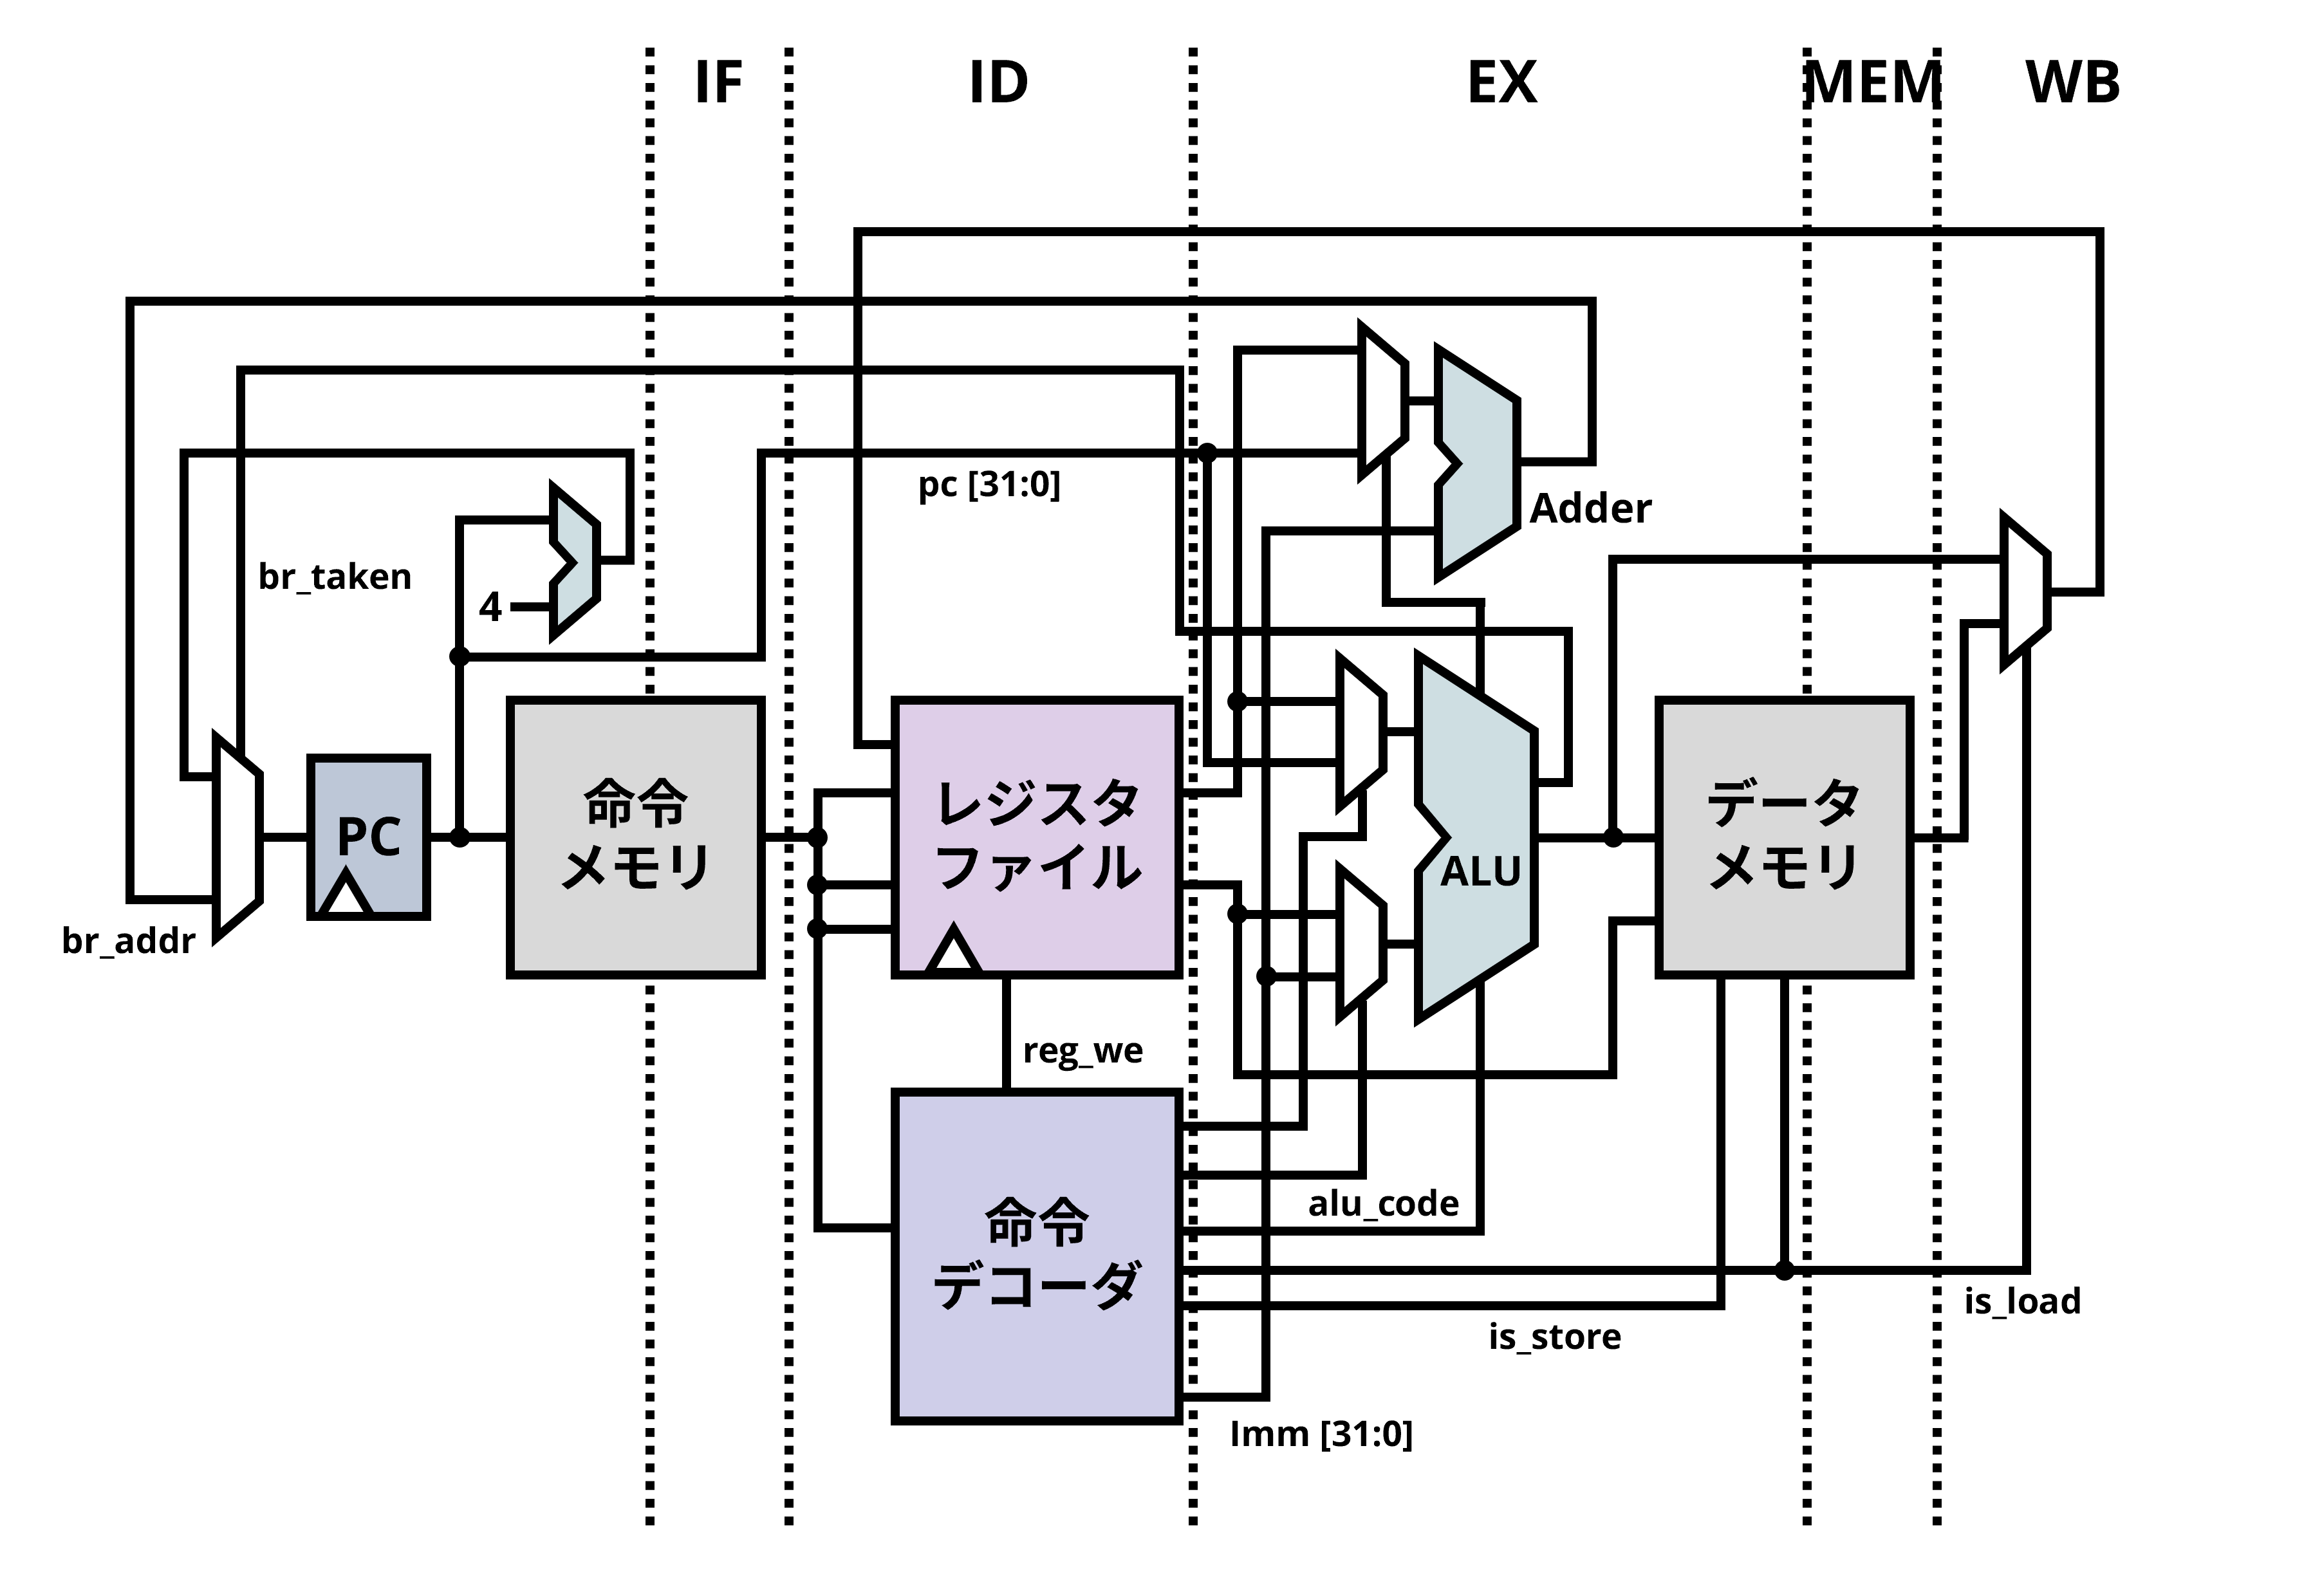 IF
ID
EX
MEM
WB
pc [31:0]
Adder
br_taken
4
命令
メモリ
レジスタ
ファイル
データ
メモリ
PC
ALU
br_addr
reg_we
alu_code
命令
デコーダ
is_load
is_store
Imm [31:0]